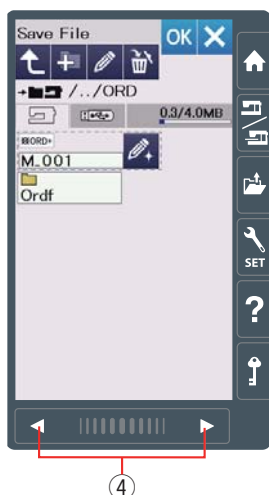 Save File
OK
/../ORD
0.3/4.0MB
ORD+
M_001
Ordf
SET
?
④